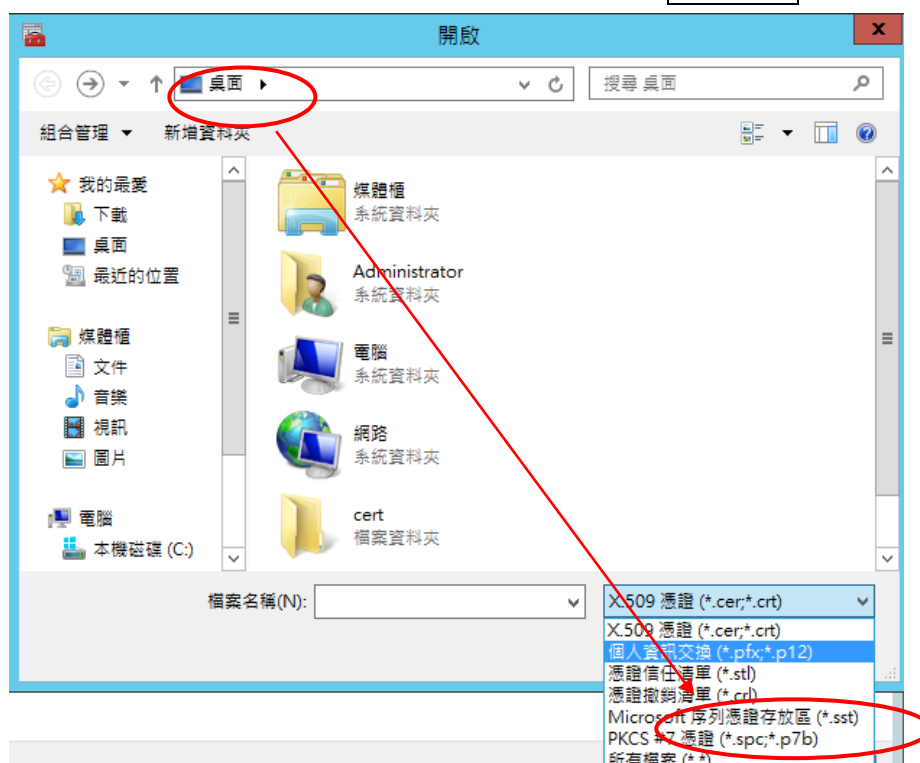 開啟
x
桌面
搜尋 桌面
組合管理
新增資料夾
我的最愛
下載
桌面
最近的位置
媒體櫃
文件
音樂
視訊
圖片
電腦
本機磁碟 (C:)
媒體櫃
系統資料夾
Administrator
系統資料夾
電腦
系統資料夾
網路
系統資料夾
cert
檔案資料夾
檔案名稱(N):
X.509 憑證 (*.cer;*.crt)
X.509 憑證 (*.cer;*.crt)
個人資訊交換 (*.pfx;*.p12)
憑證信任清單 (*.stl)
憑證撤銷清單 (*.crl)
Microsoft 序列憑證存放區 (*.sst)
PKCS #7 憑證 (*.spc;*.p7b)
所有檔案 (*.*)